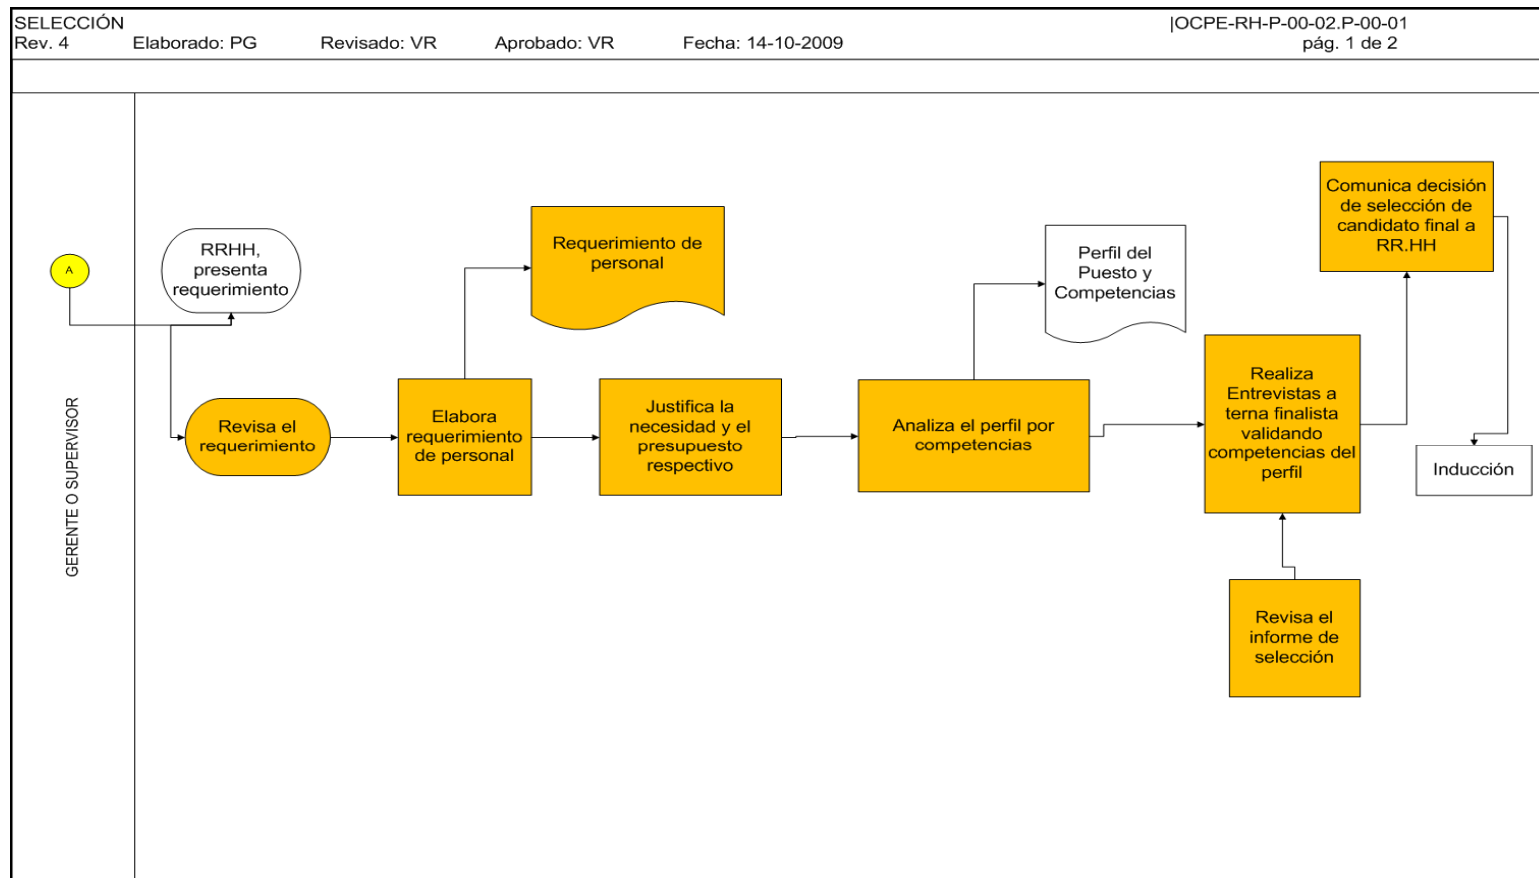 SELECCIÓN
|OCPE-RH-P-00-02.P-00-01
Rev. 4 Elaborado: PG Revisado: VR Aprobado: VR Fecha: 14-10-2009 pág. 1 de 2
GERENTE O SUPERVISOR
A
RRHH,
presenta
requerimiento
Revisa el
requerimiento
Requerimiento de
personal
Elabora
requerimiento
de personal
Justifica la
necesidad y el
presupuesto
respectivo
Perfil del
Puesto y
Competencias
Analiza el perfil por
competencias
Comunica decisión
de selección de
candidato final a
RR.HH
Realiza
Entrevistas a
terna finalista
validando
competencias del
perfil
Inducción
Revisa el
informe de
selección